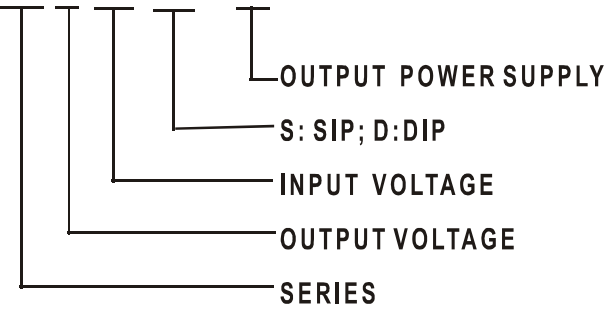 OUTPUT POWER SUPPLY
S: SIP; D:DIP
INPUT VOLTAGE
OUTPUT VOLTAGE
SERIES